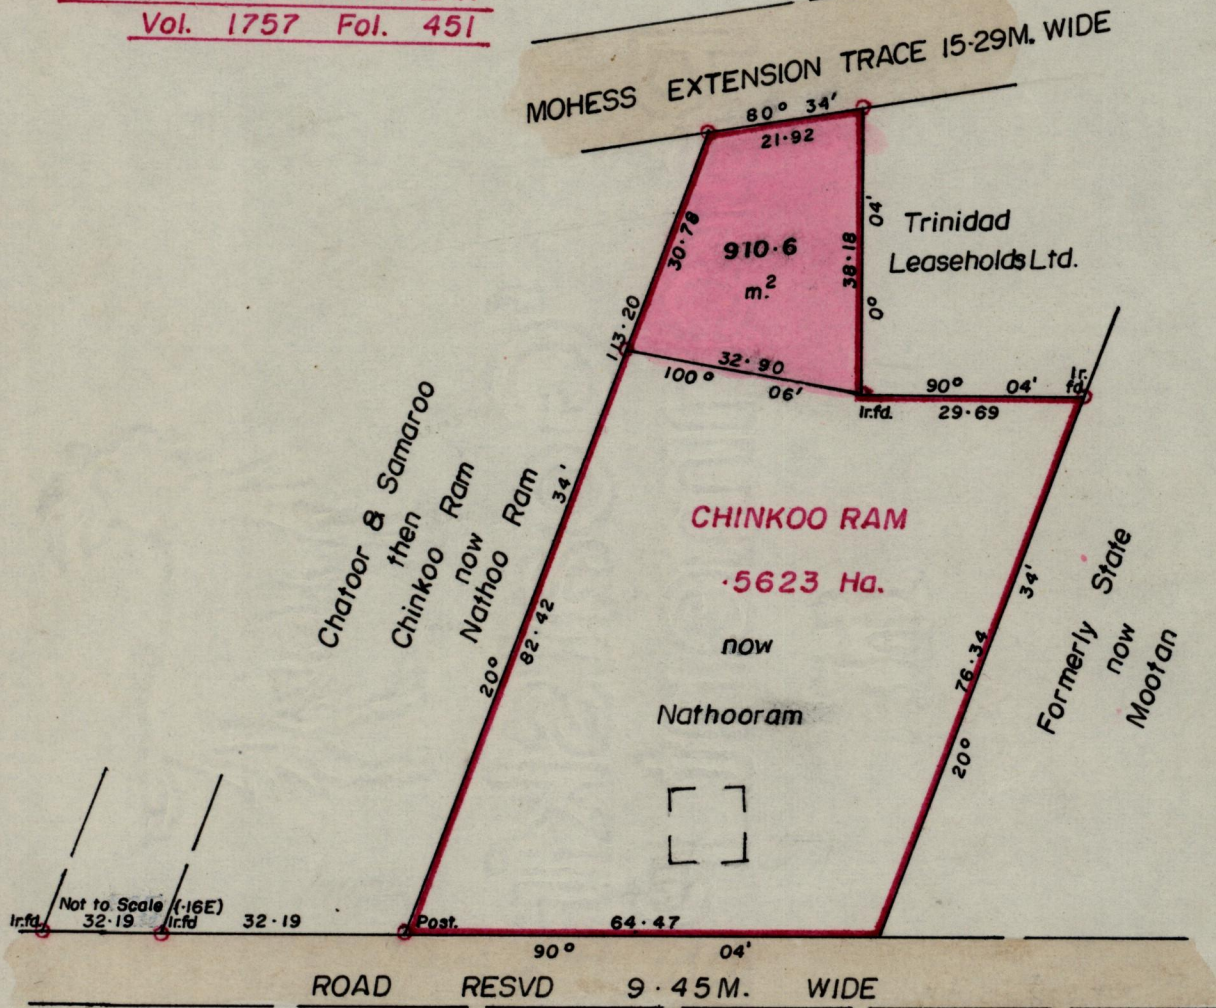 Vol. 1757 Fol. 451
MOHESS EXTENSION TRACE 15·29M. WIDE
80° 34'
21·92
30·78
910·6
m.²
38·18
0° 04'
Trinidad
Leaseholds Ltd.
113·20
32·90
100° 06'
Ir.fd.
90° 04'
29·69
Ir.
fd.
Chatoor & Samaroo
then
Chinkoo Ram
now
Nathoo Ram
20° 34'
82·42
CHINKOO RAM
·5623 Ha.
now
Nathooram
20° 34'
76·34
Formerly State
now
Mootan
Not to Scale (·16E)
Ir.fd.
32·19
Ir.fd
32·19
Post.
64·47
90° 04'
ROAD RESVD 9·45M. WIDE